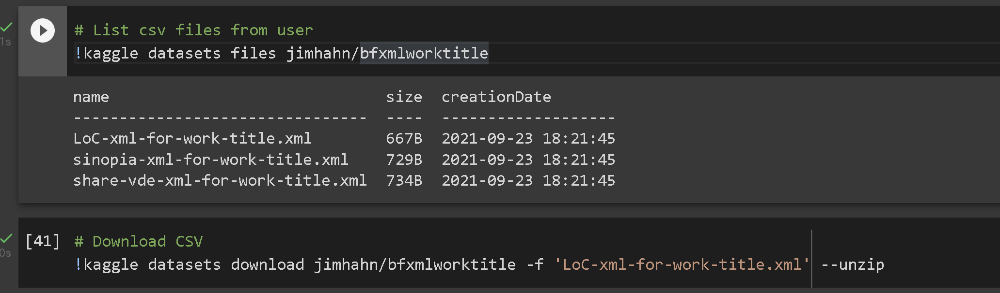 1s
# List csv files from user
!kaggle datasets files jimhahn/bfxmlworktitle
name size creationDate
-------------------------------- ---- -------------------
LoC-xml-for-work-title.xml 667B 2021-09-23 18:21:45
sinopia-xml-for-work-title.xml 729B 2021-09-23 18:21:45
share-vde-xml-for-work-title.xml 734B 2021-09-23 18:21:45
[41] # Download CSV
0s
!kaggle datasets download jimhahn/bfxmlworktitle -f 'LoC-xml-for-work-title.xml' --unzip